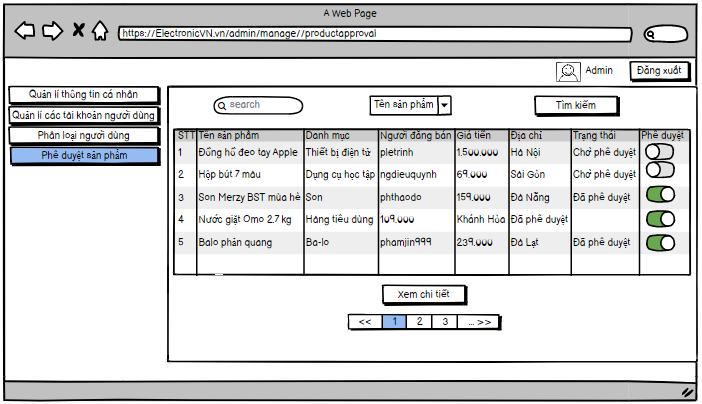 A Web Page
https://ElectronicVN.vn/admin/manage//productapproval
Admin
Đăng xuất
Quản lí thông tin cá nhân
Quản lí các tài khoản người dùng
Phân loại người dùng
Phê duyệt sản phẩm
search
Tên sản phẩm
Tìm kiếm
STT Tên sản phẩm Danh mục Người đăng bán Giá tiền Địa chỉ Trạng thái Phê duyệt
1 Đồng hồ đeo tay Apple Thiết bị điện tử pietrinh 1.500.000 Hà Nội Chờ phê duyệt
2 Hộp bút 7 màu Dụng cụ học tập ngdieuquynh 69.000 Sài Gòn Chờ phê duyệt
3 Son Merzy BST mùa hè Son phthaodo 159.000 Đà Nẵng Đã phê duyệt
4 Nước giặt Omo 2.7 kg Hàng tiêu dùng 109.000 Khánh Hòa Đã phê duyệt
5 Balo phản quang Ba-lo phamjin999 239.000 Đà Lạt Đã phê duyệt
Xem chi tiết
<< 1 2 3 ... >>